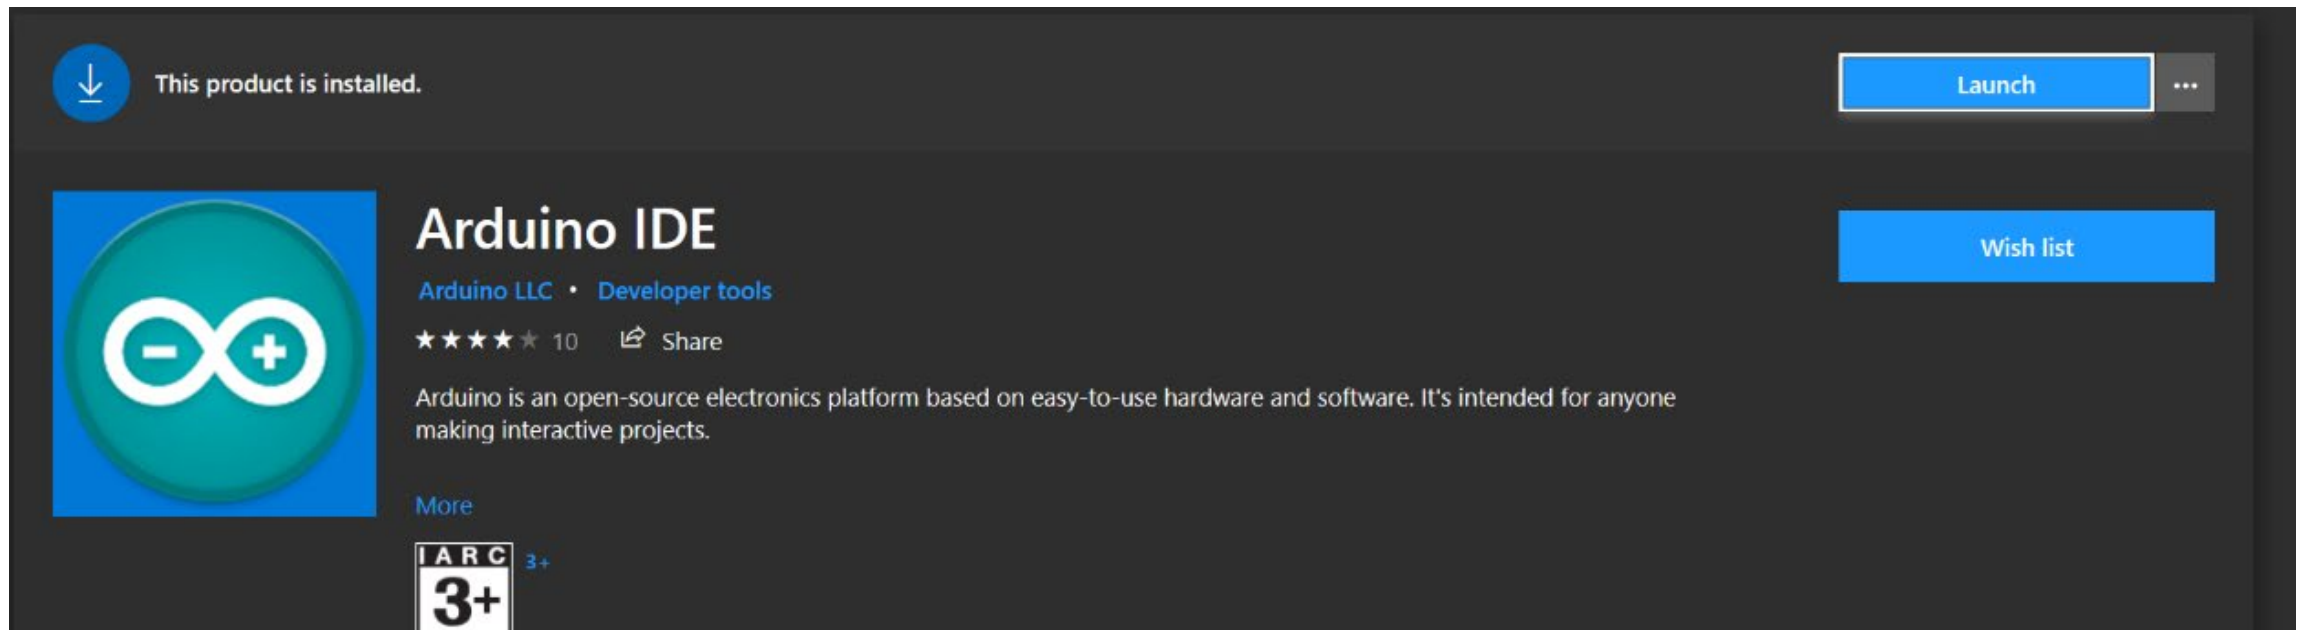 This product is installed.
Launch
...
Arduino IDE
Wish list
Arduino LLC • Developer tools
10 Share
Arduino is an open-source electronics platform based on easy-to-use hardware and software. It's intended for anyone
making interactive projects.
More
IARC
3+
3+